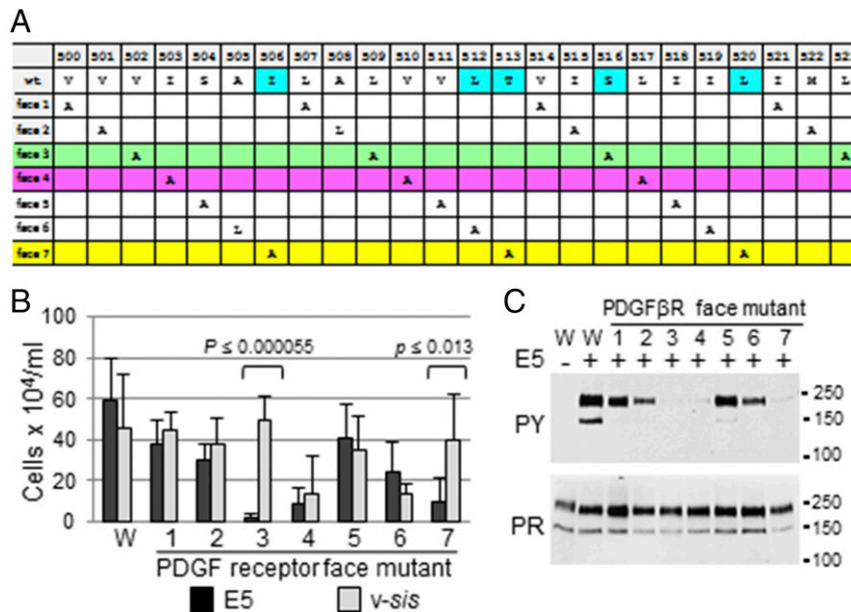 A
500 501 502 503 504 505 506 507 508 509 510 511 512 513 514 515 516 517 518 519 520 521 522
wt V V V I S A I L A L V V L T V I S L I I L I M L
face 1 A A A A
face 2 A L A A
face 3 A A A A
face 4 A A A
face 5 A A A
face 6 L A A
face 7 A A A
B
Cells x 10⁴/ml
100
80
60
40
20
0
P ≤ 0.000055
p ≤ 0.013
W 1 2 3 4 5 6 7
PDGF receptor face mutant
E5 v-sis
C
PDGFβR face mutant
W W 1 2 3 4 5 6 7
E5 - + + + + + + + +
PY
- 250
- 150
- 100
PR
- 250
- 150
- 100